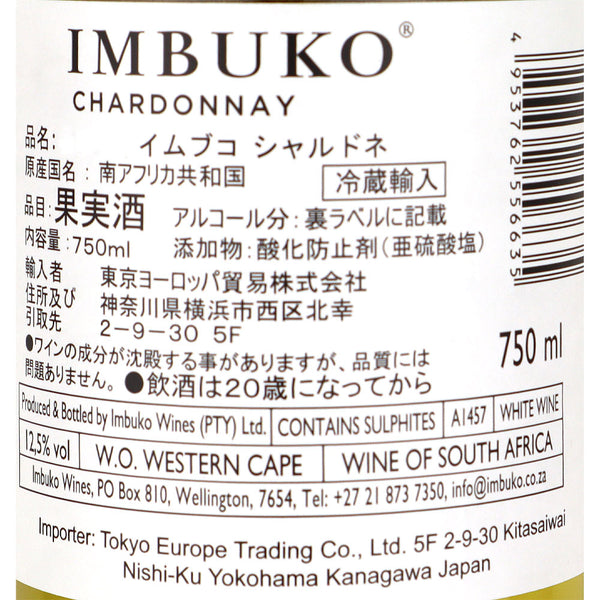 IMBUKO®
CHARDONNAY
品名: イムブコ シャルドネ
原産国名：南アフリカ共和国 冷蔵輸入
品目：果実酒 アルコール分：裏ラベルに記載
内容量：750ml 添加物：酸化防止剤（亜硫酸塩）
輸入者 東京ヨーロッパ貿易株式会社
住所及び 神奈川県横浜市西区北幸
引取先 2-9-30 5F
●ワインの成分が沈殿する事がありますが、品質には
問題ありません。●飲酒は20歳になってから
750 ml
4953762556635
Produced & Bottled by Imbuko Wines (PTY) Ltd. CONTAINS SULPHITES A1457 WHITE WINE
12,5% vol W.O. WESTERN CAPE WINE OF SOUTH AFRICA
Imbuko Wines, PO Box 810, Wellington, 7654, Tel: +27 21 873 7350, info@imbuko.co.za
Importer: Tokyo Europe Trading Co., Ltd. 5F 2-9-30 Kitasaiwai
Nishi-Ku Yokohama Kanagawa Japan